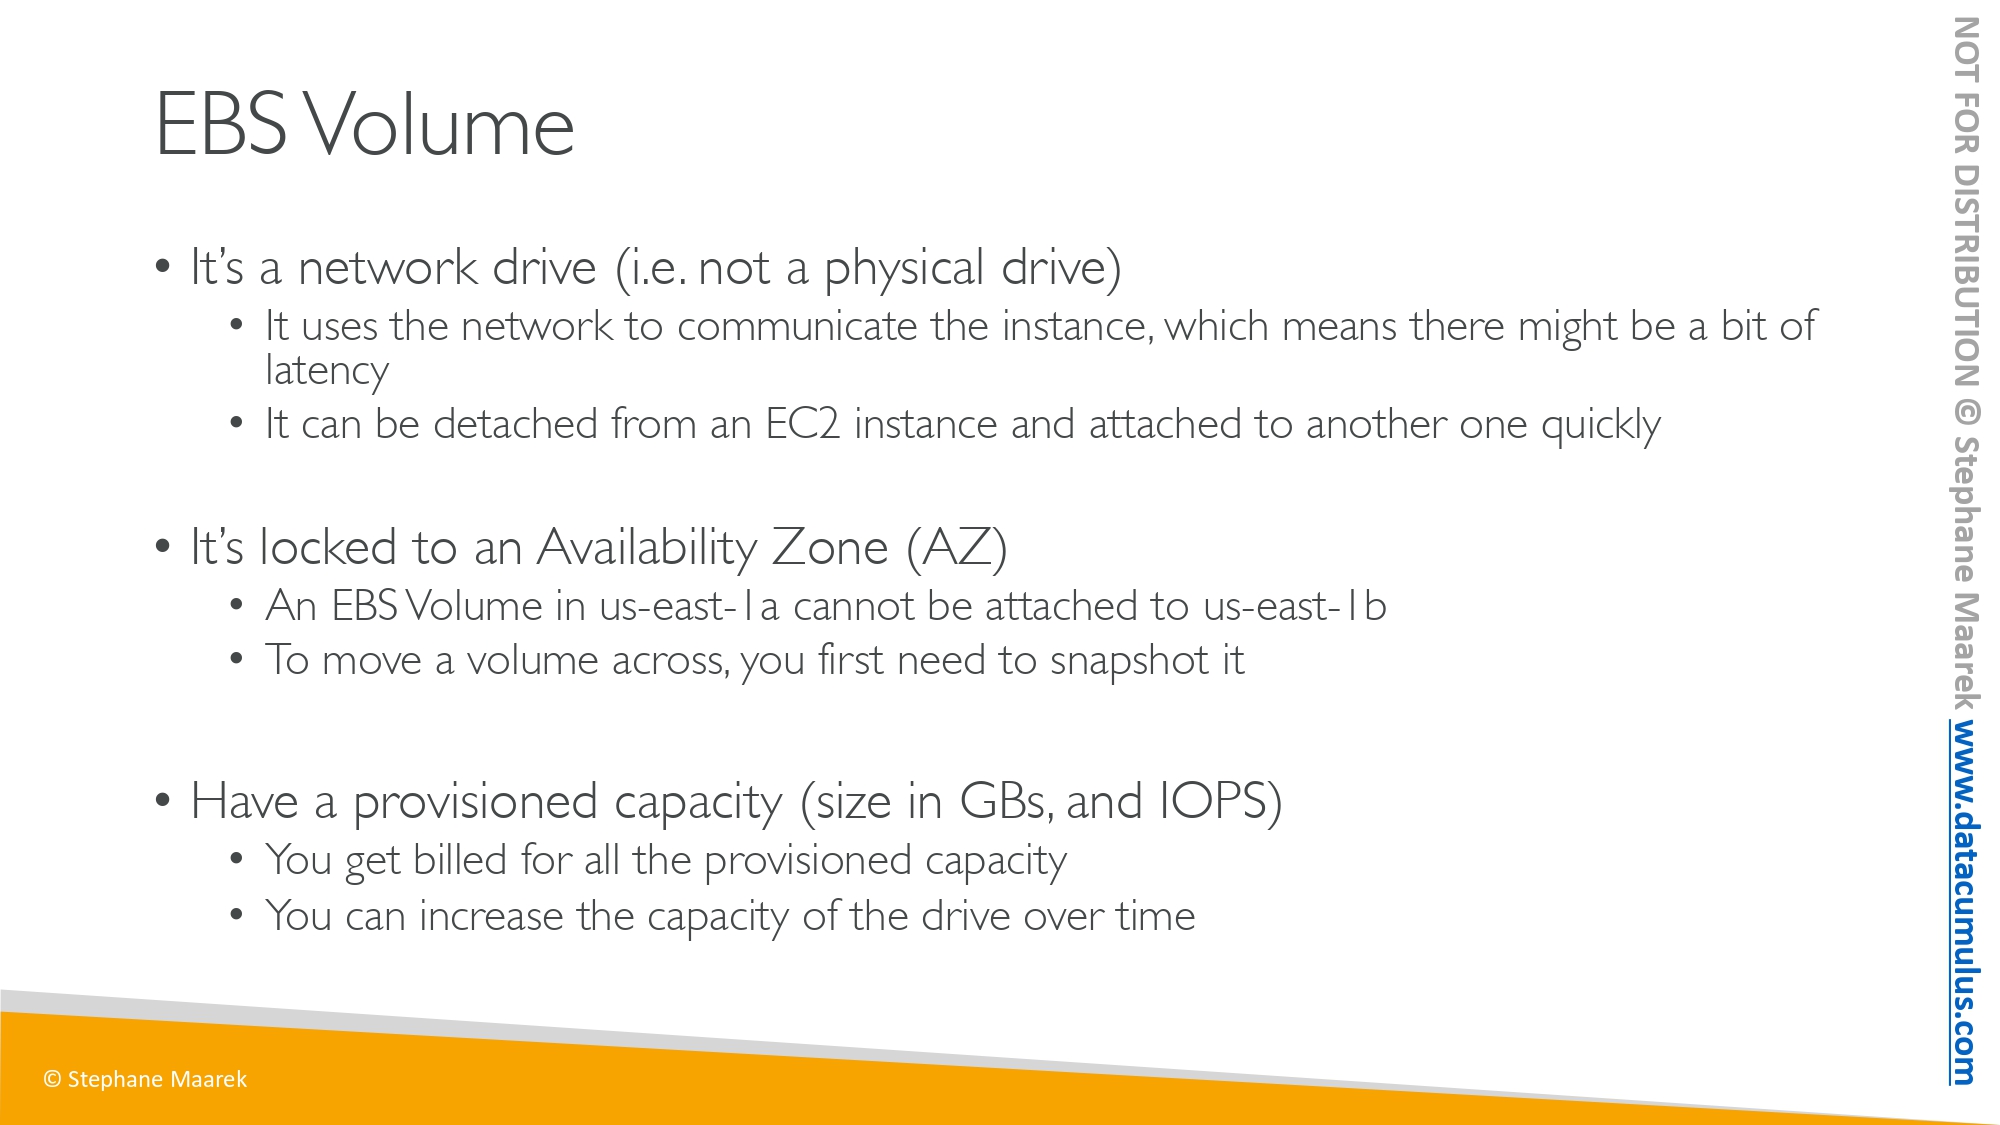 EBS Volume
• It's a network drive (i.e. not a physical drive)
• It uses the network to communicate the instance, which means there might be a bit of
latency
• It can be detached from an EC2 instance and attached to another one quickly
• It's locked to an Availability Zone (AZ)
• An EBS Volume in us-east-1a cannot be attached to us-east-1b
• To move a volume across, you first need to snapshot it
• Have a provisioned capacity (size in GBs, and IOPS)
• You get billed for all the provisioned capacity
• You can increase the capacity of the drive over time
© Stephane Maarek
NOT FOR DISTRIBUTION © Stephane Maarek www.datacumulus.com